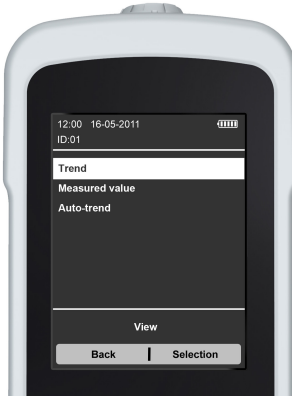 12:00 16-05-2011
ID:01
Trend
Measured value
Auto-trend
View
Back Selection